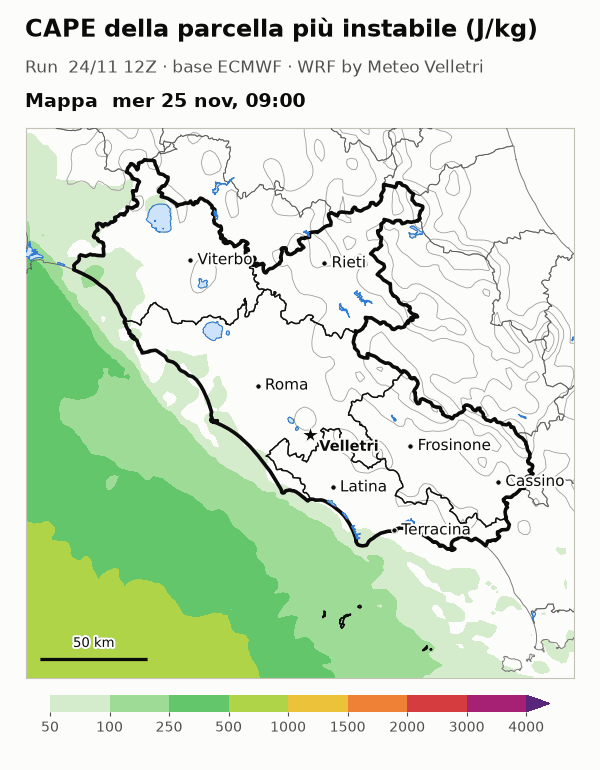 CAPE della parcella più instabile (J/kg)
Run  24/11 12Z · base ECMWF · WRF by Meteo Velletri
Mappa  mer 25 nov, 09:00
Viterbo
Rieti
Roma
Velletri
Frosinone
Cassino
Latina
Terracina
50 km
50 100 250 500 1000 1500 2000 3000 4000